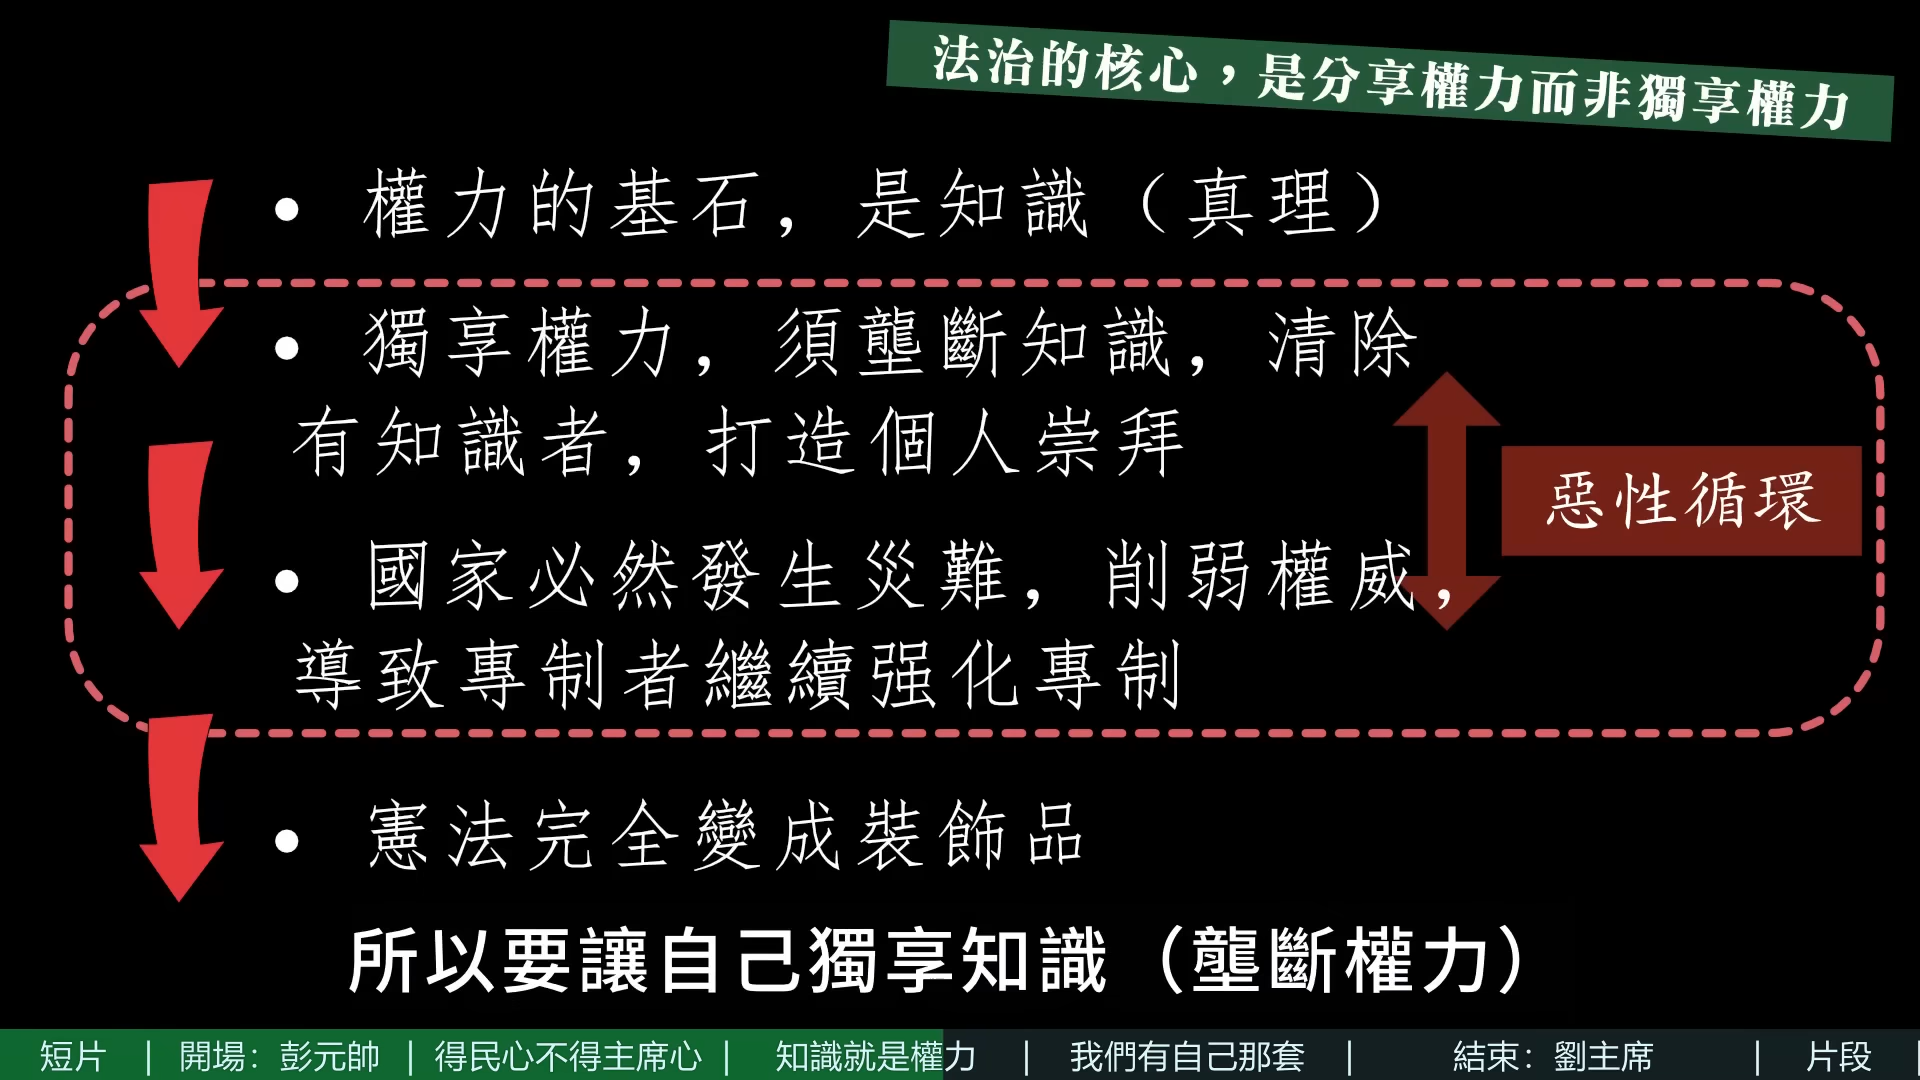 法治的核心，是分享權力而非獨享權力
• 權力的基石，是知識（真理）
• 獨享權力，須壟斷知識，清除
有知識者，打造個人崇拜
惡性循環
• 國家必然發生災難，削弱權威，
導致專制者繼續强化專制
• 憲法完全變成裝飾品
所以要讓自己獨享知識（壟斷權力）
短片 | 開場：彭元帥 | 得民心不得主席心 | 知識就是權力 | 我們有自己那套 | 結束：劉主席 | 片段 |